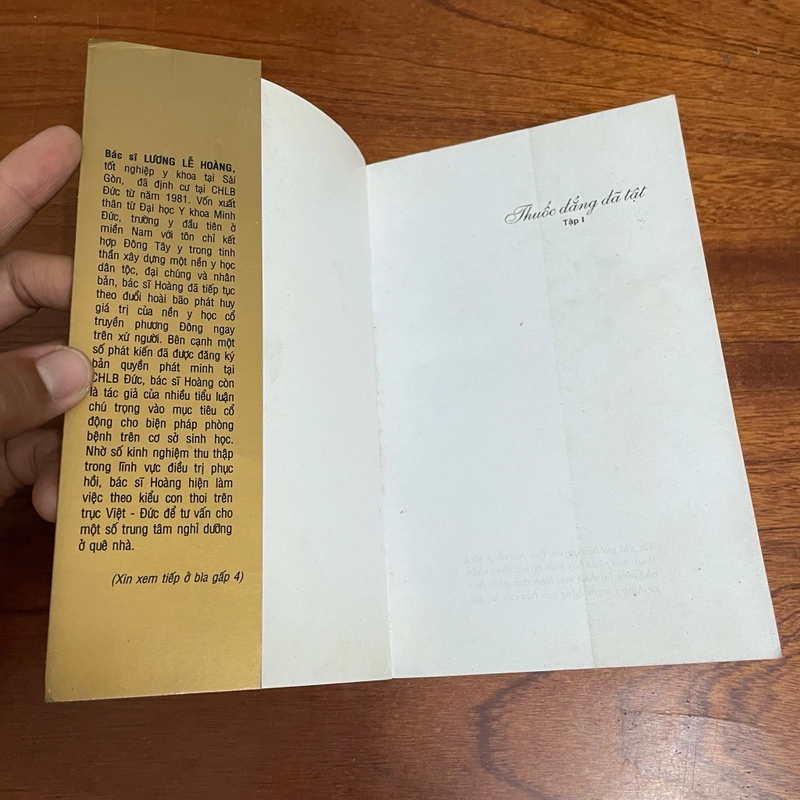 Bác sĩ LƯƠNG LỄ HOÀNG,
tốt nghiệp y khoa tại Sài
Gòn, đã định cư tại CHLB
Đức từ năm 1981. Vốn xuất
thân từ Đại học Y khoa Minh
Đức, trường y đầu tiên ở
miền Nam với tôn chỉ kết
hợp Đông Tây y trong tinh
thần xây dựng một nền y học
dân tộc, đại chúng và nhân
bản, bác sĩ Hoàng đã tiếp tục
theo đuổi hoài bão phát huy
giá trị của nền y học cổ
truyền phương Đông ngay
trên xứ người. Bên cạnh một
số phát kiến đã được đăng ký
bản quyền phát minh tại
CHLB Đức, bác sĩ Hoàng còn
là tác giả của nhiều tiểu luận
chú trọng vào mục tiêu cổ
động cho biện pháp phòng
bệnh trên cơ sở sinh học.
Nhờ số kinh nghiệm thu thập
trong lĩnh vực điều trị phục
hồi, bác sĩ Hoàng hiện làm
việc theo kiểu con thoi trên
trục Việt - Đức để tư vấn cho
một số trung tâm nghỉ dưỡng
ở quê nhà.
(Xin xem tiếp ở bìa gấp 4)
Thuốc đắng dã tật
Tập I